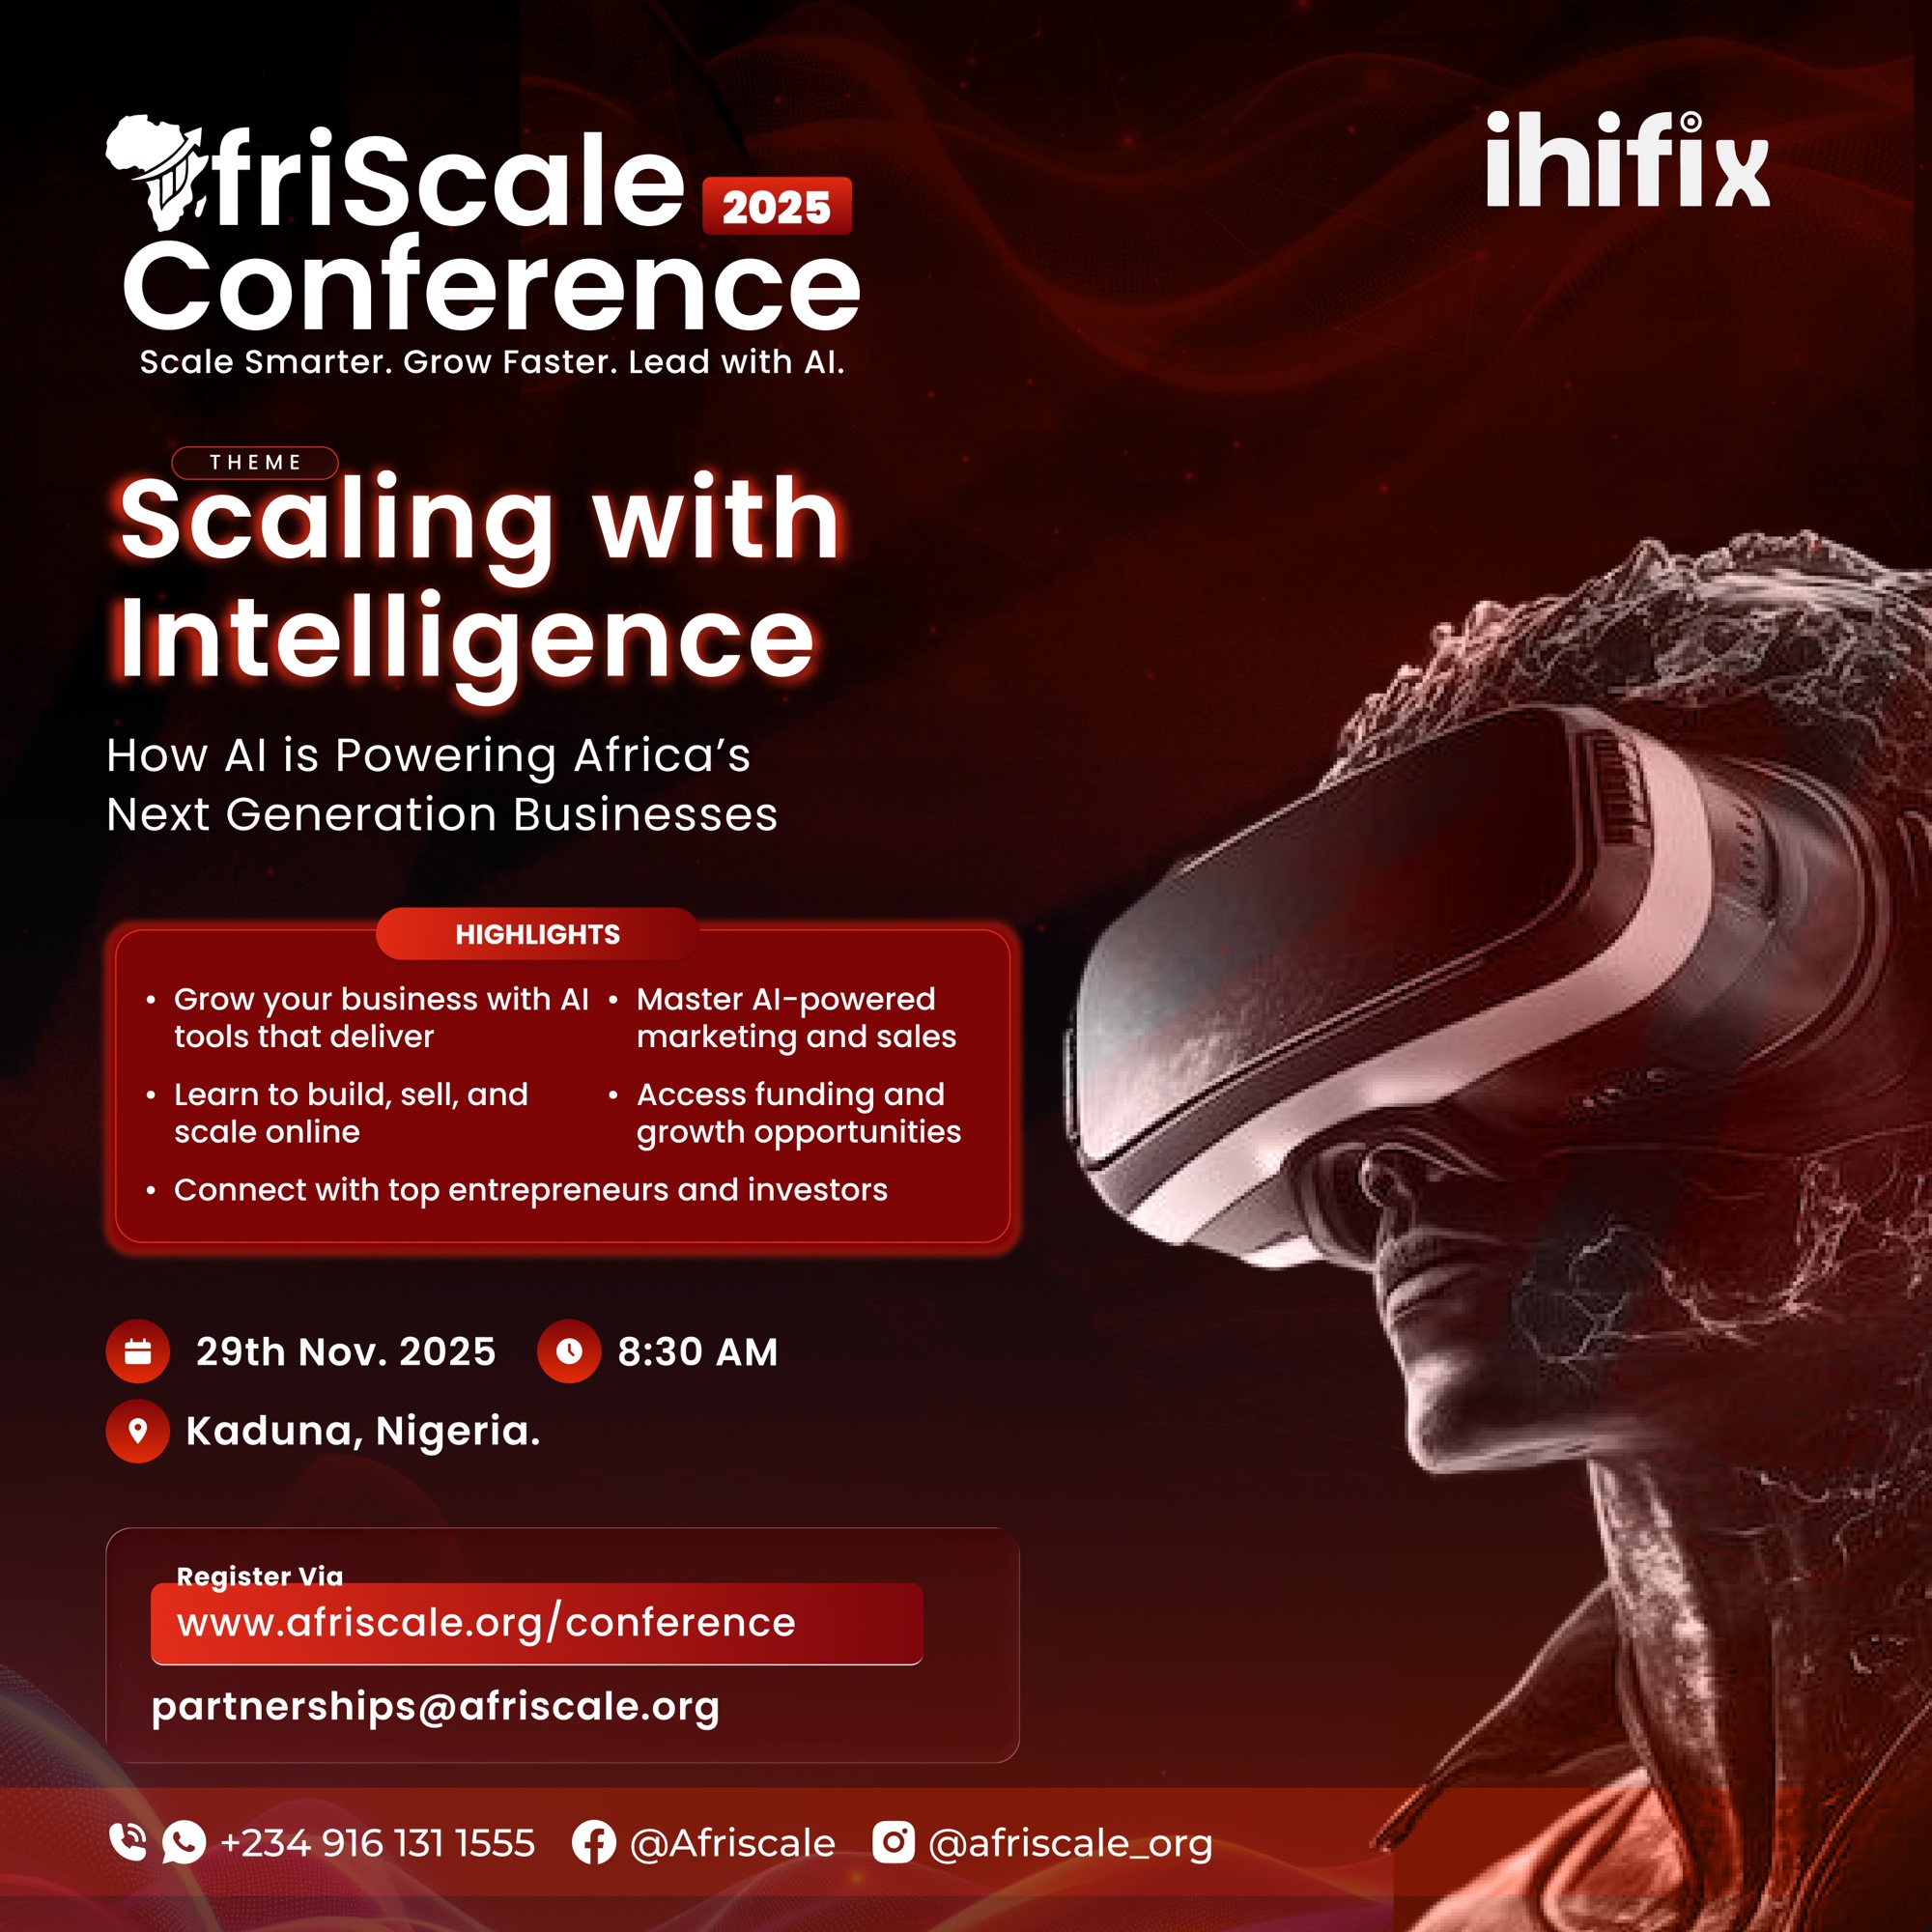 AfriScale 2025
Conference
Scale Smarter. Grow Faster. Lead with AI.
ihifix
THEME
Scaling with
Intelligence
How AI is Powering Africa’s
Next Generation Businesses
HIGHLIGHTS
• Grow your business with AI
tools that deliver
• Learn to build, sell, and
scale online
• Master AI-powered
marketing and sales
• Access funding and
growth opportunities
• Connect with top entrepreneurs and investors
29th Nov. 2025
8:30 AM
Kaduna, Nigeria.
Register Via
www.afriscale.org/conference
partnerships@afriscale.org
+234 916 131 1555
@Afriscale
@afriscale_org